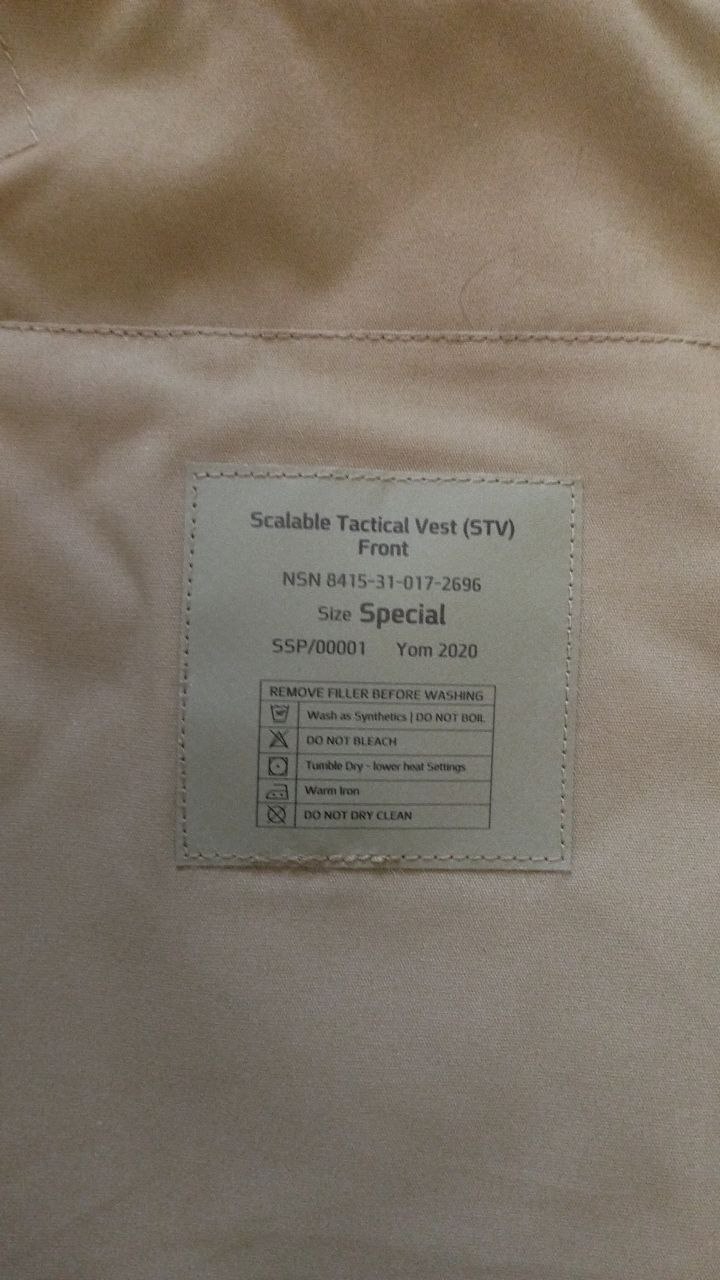 Scalable Tactical Vest (STV)
Front
NSN 8415-31-017-2696
Size Special
SSP/00001 Yom 2020
REMOVE FILLER BEFORE WASHING
Wash as Synthetics | DO NOT BOIL
DO NOT BLEACH
Tumble Dry - lower heat Settings
Warm Iron
DO NOT DRY CLEAN